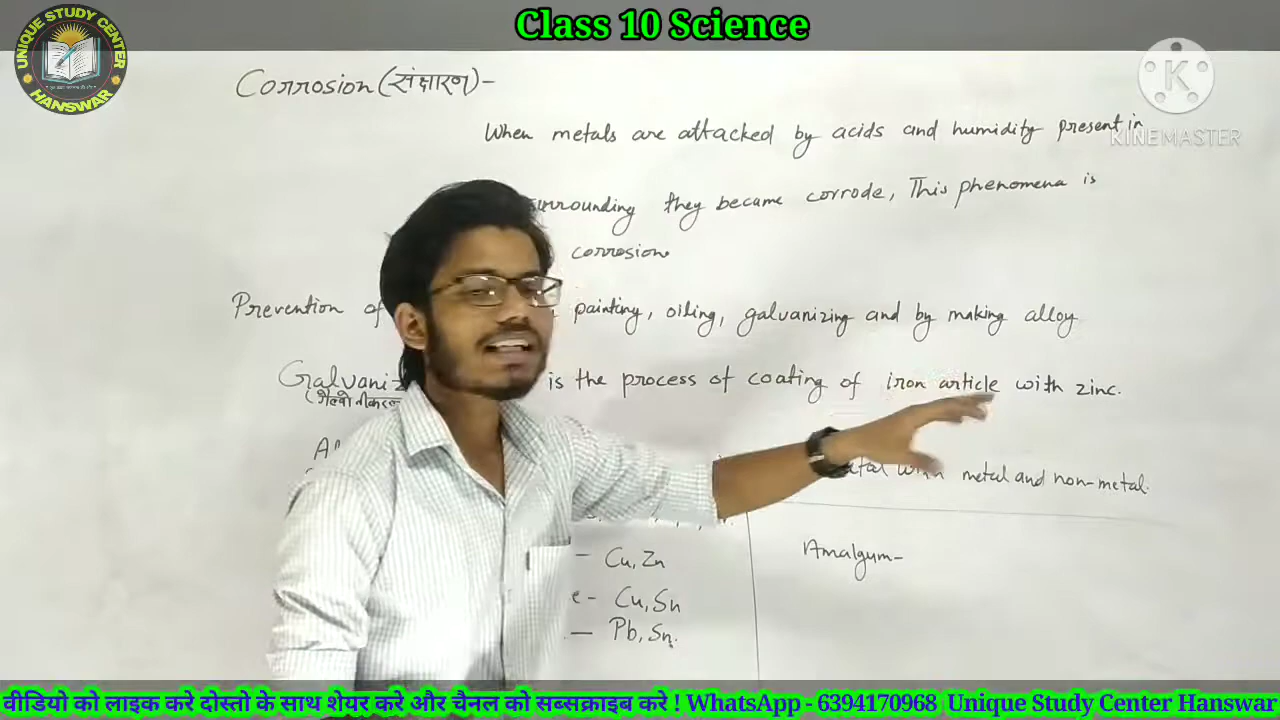 Class 10 Science
UNIQUE STUDY CENTER
HANSWAR
K
KINEMASTER
Corrosion (संक्षारण) –
When metals are attacked by acids and humidity present in
surrounding they became corrode, This phenomena is
corrosion
Prevention of painting, oiling, galvanizing and by making alloy
Galvaniz is the process of coating of iron article with zinc.
metal and non-metal.
– Cu, Zn
e – Cu, Sn
– Pb, Sn.
Amalgum –
वीडियो को लाइक करे दोस्तो के साथ शेयर करे और चैनल को सब्सक्राइब करे ! WhatsApp - 6394170968 Unique Study Center Hanswar